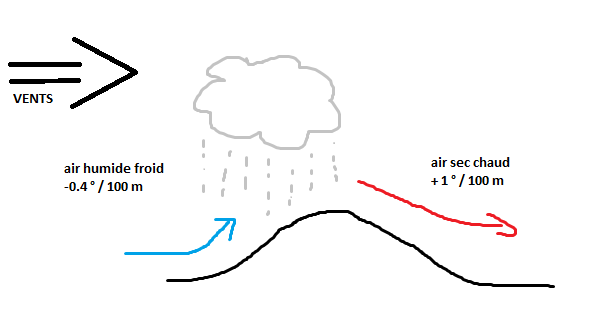 VENTS
air humide froid
-0.4 ° / 100 m
air sec chaud
+ 1 ° / 100 m